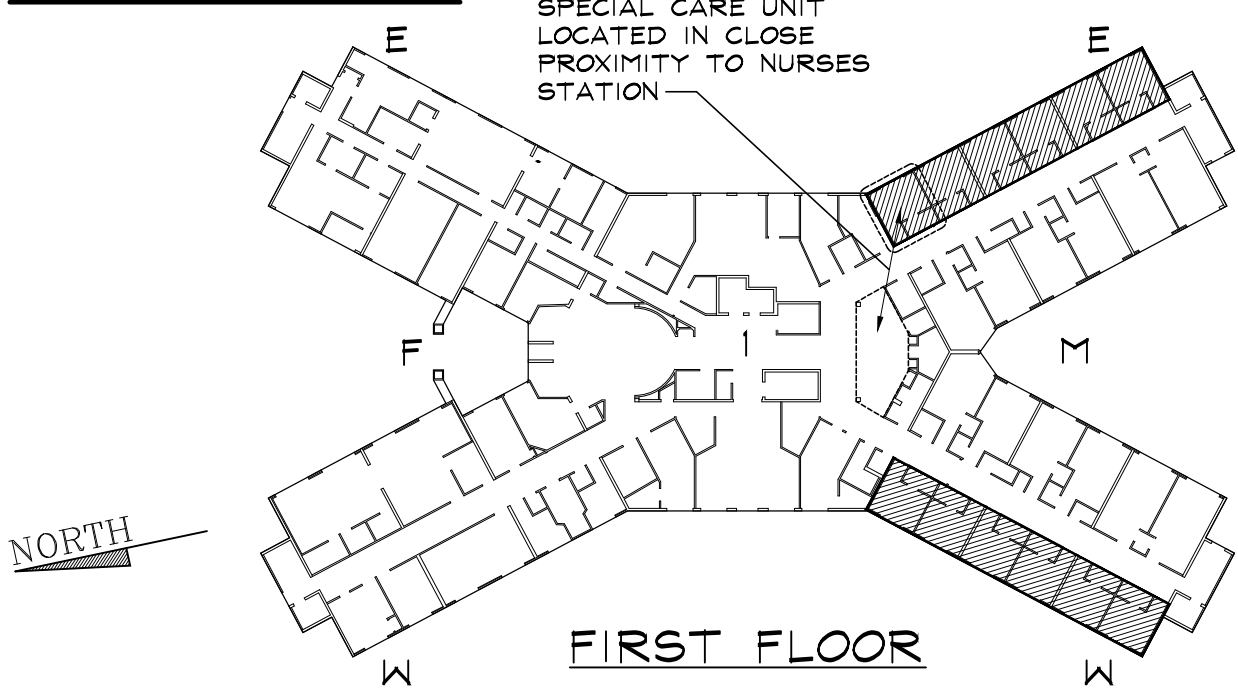 SPECIAL CARE UNIT
LOCATED IN CLOSE
PROXIMITY TO NURSES
STATION
E
E
F
1
M
NORTH
FIRST FLOOR
W
W